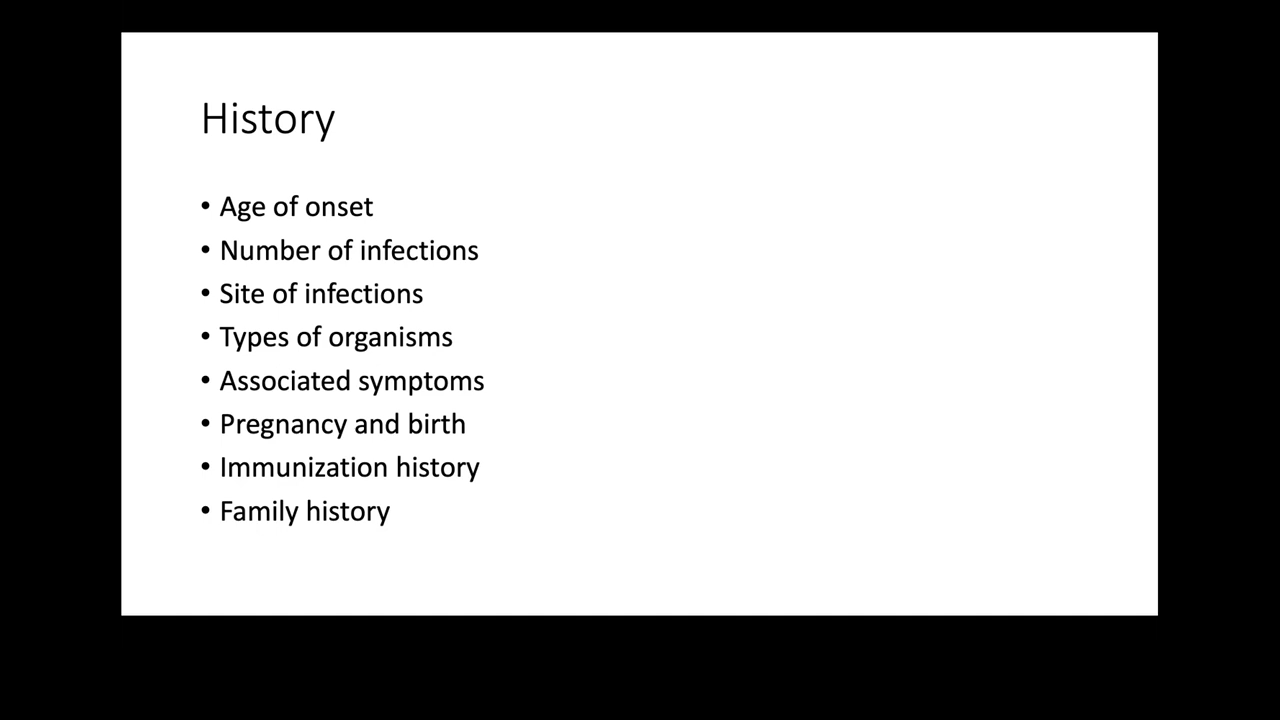 History
• Age of onset
• Number of infections
• Site of infections
• Types of organisms
• Associated symptoms
• Pregnancy and birth
• Immunization history
• Family history